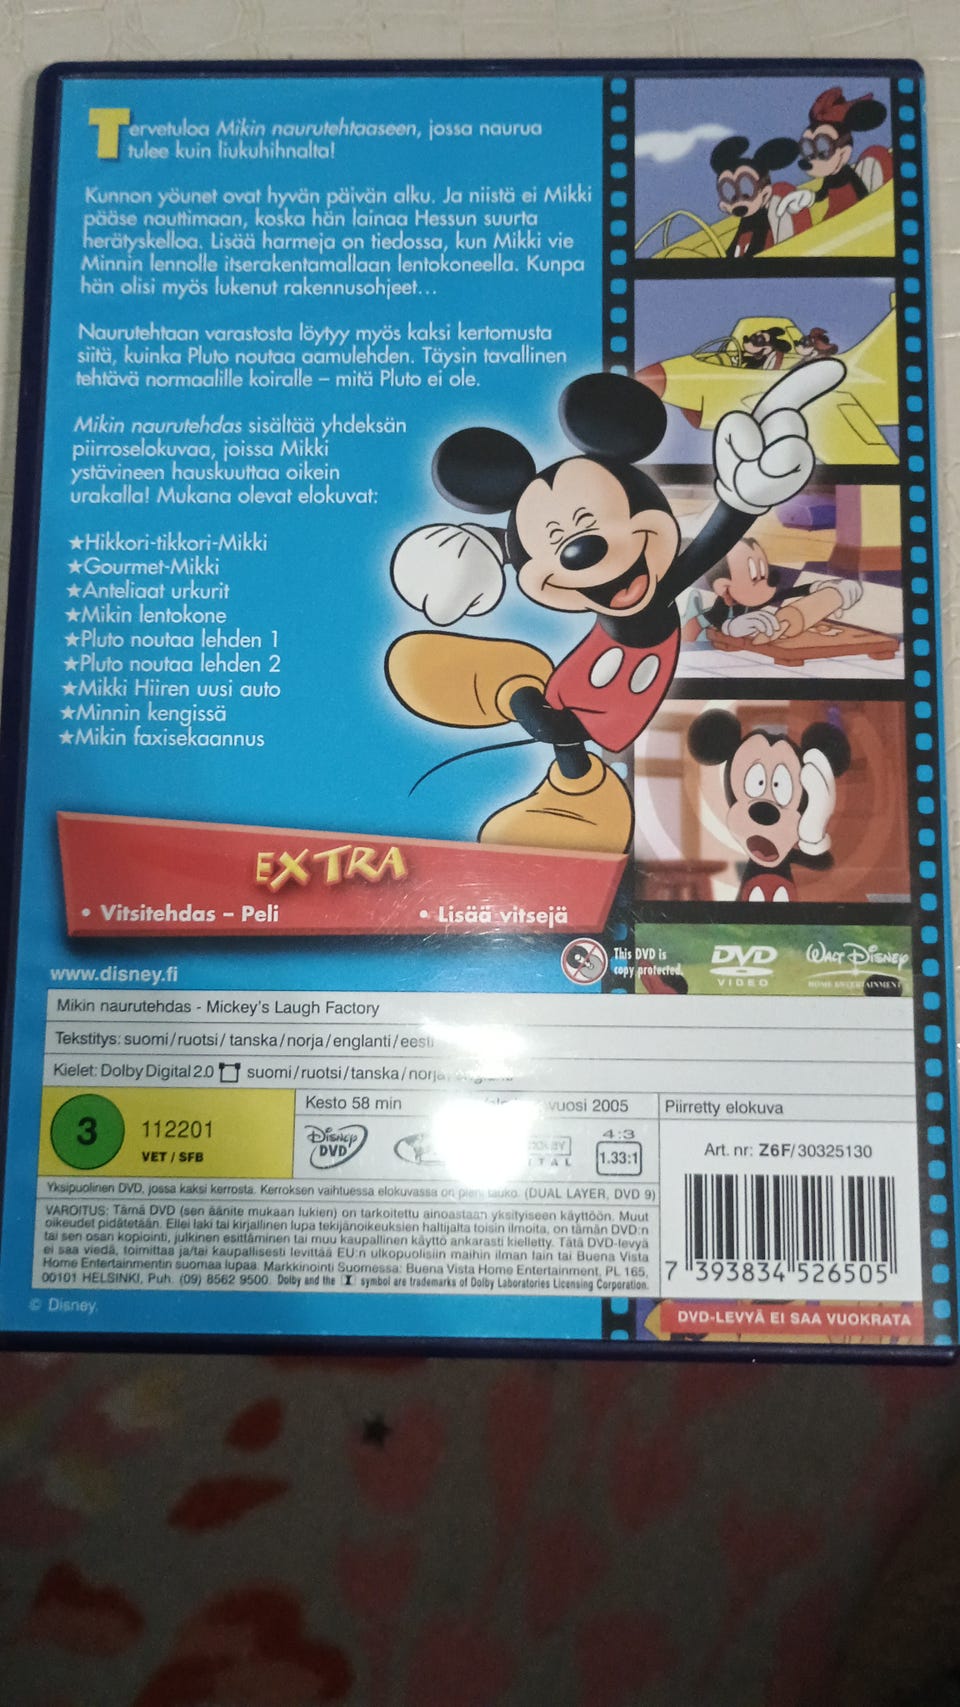 Tervetuloa Mikin naurutehtaaseen, jossa naurua
tulee kuin liukuhihnalta!
Kunnon yöunet ovat hyvän päivän alku. Ja niistä ei Mikki
pääse nauttimaan, koska hän lainaa Hessun suurta
herätyskelloa. Lisää harmeja on tiedossa, kun Mikki vie
Minnin lennolle itserakentamallaan lentokoneella. Kunpa
hän olisi myös lukenut rakennusohjeet...
Naurutehtaan varastosta löytyy myös kaksi kertomusta
siitä, kuinka Pluto noutaa aamulehden. Täysin tavallinen
tehtävä normaalille koiralle – mitä Pluto ei ole.
Mikin naurutehdas sisältää yhdeksän
piirroselokuvaa, joissa Mikki
ystävineen hauskuuttaa oikein
urakalla! Mukana olevat elokuvat:
★Hikkori-tikkori-Mikki
★Gourmet-Mikki
★Anteliaat urkurit
★Mikin lentokone
★Pluto noutaa lehden 1
★Pluto noutaa lehden 2
★Mikki Hiiren uusi auto
★Minnin kengissä
★Mikin faxisekaannus
EXTRA
• Vitsitehdas – Peli
• Lisää vitsejä
www.disney.fi
This DVD is
copy protected.
DVD
VIDEO
WALT DISNEY
HOME ENTERTAINMENT
Mikin naurutehdas - Mickey's Laugh Factory
Tekstitys: suomi/ruotsi/tanska/norja/englanti/eesti
Kielet: Dolby Digital 2.0 suomi/ruotsi/tanska/norja
Kesto 58 min
vuosi 2005
Piirretty elokuva
3
112201
VET / SFB
Disney
DVD
4:3
1.33:1
Art. nr: Z6F/30325130
Yksipuolinen DVD, jossa kaksi kerrosta. Kerroksen vaihtuessa elokuvassa on pieni tauko. (DUAL LAYER, DVD 9)
VAROITUS: Tämä DVD (sen äänite mukaan lukien) on tarkoitettu ainoastaan yksityiseen käyttöön. Muut
oikeudet pidätetään. Ellei laki tai kirjallinen lupa tekijänoikeuksien haltijalta toisin ilmoita, on tämän DVD:n
tai sen osan kopiointi, julkinen esittäminen tai muu kaupallinen käyttö ankarasti kielletty. Tätä DVD-levyä
ei saa viedä, toimittaa ja/tai kaupallisesti levittää EU:n ulkopuolisiin maihin ilman lain tai Buena Vista
Home Entertainmentin suomaa lupaa. Markkinointi Suomessa: Buena Vista Home Entertainment, PL 165,
00101 HELSINKI, Puh. (09) 8562 9500. Dolby and the symbol are trademarks of Dolby Laboratories Licensing Corporation.
7 393834 526505
© Disney.
DVD-LEVYÄ EI SAA VUOKRATA